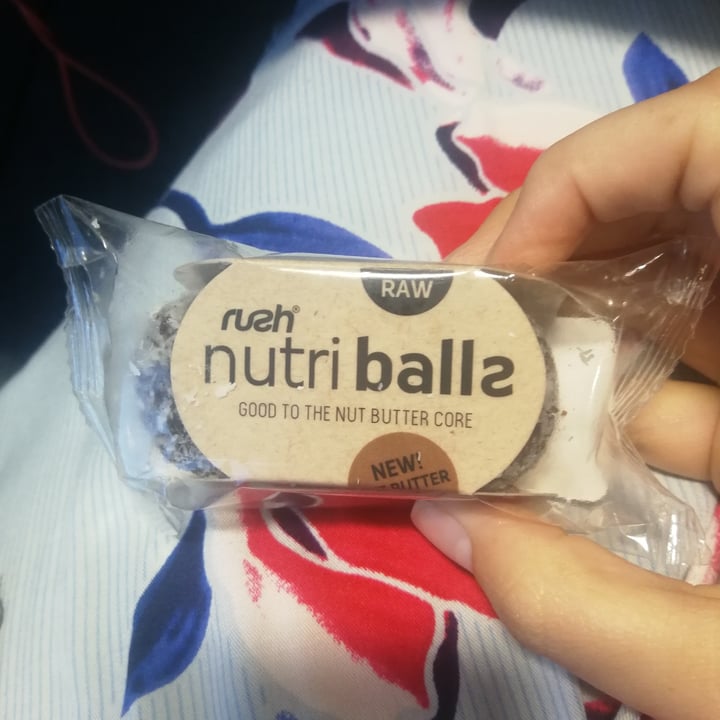 RAW
rush®
nutri balls
GOOD TO THE NUT BUTTER CORE
NEW!
BUTTER